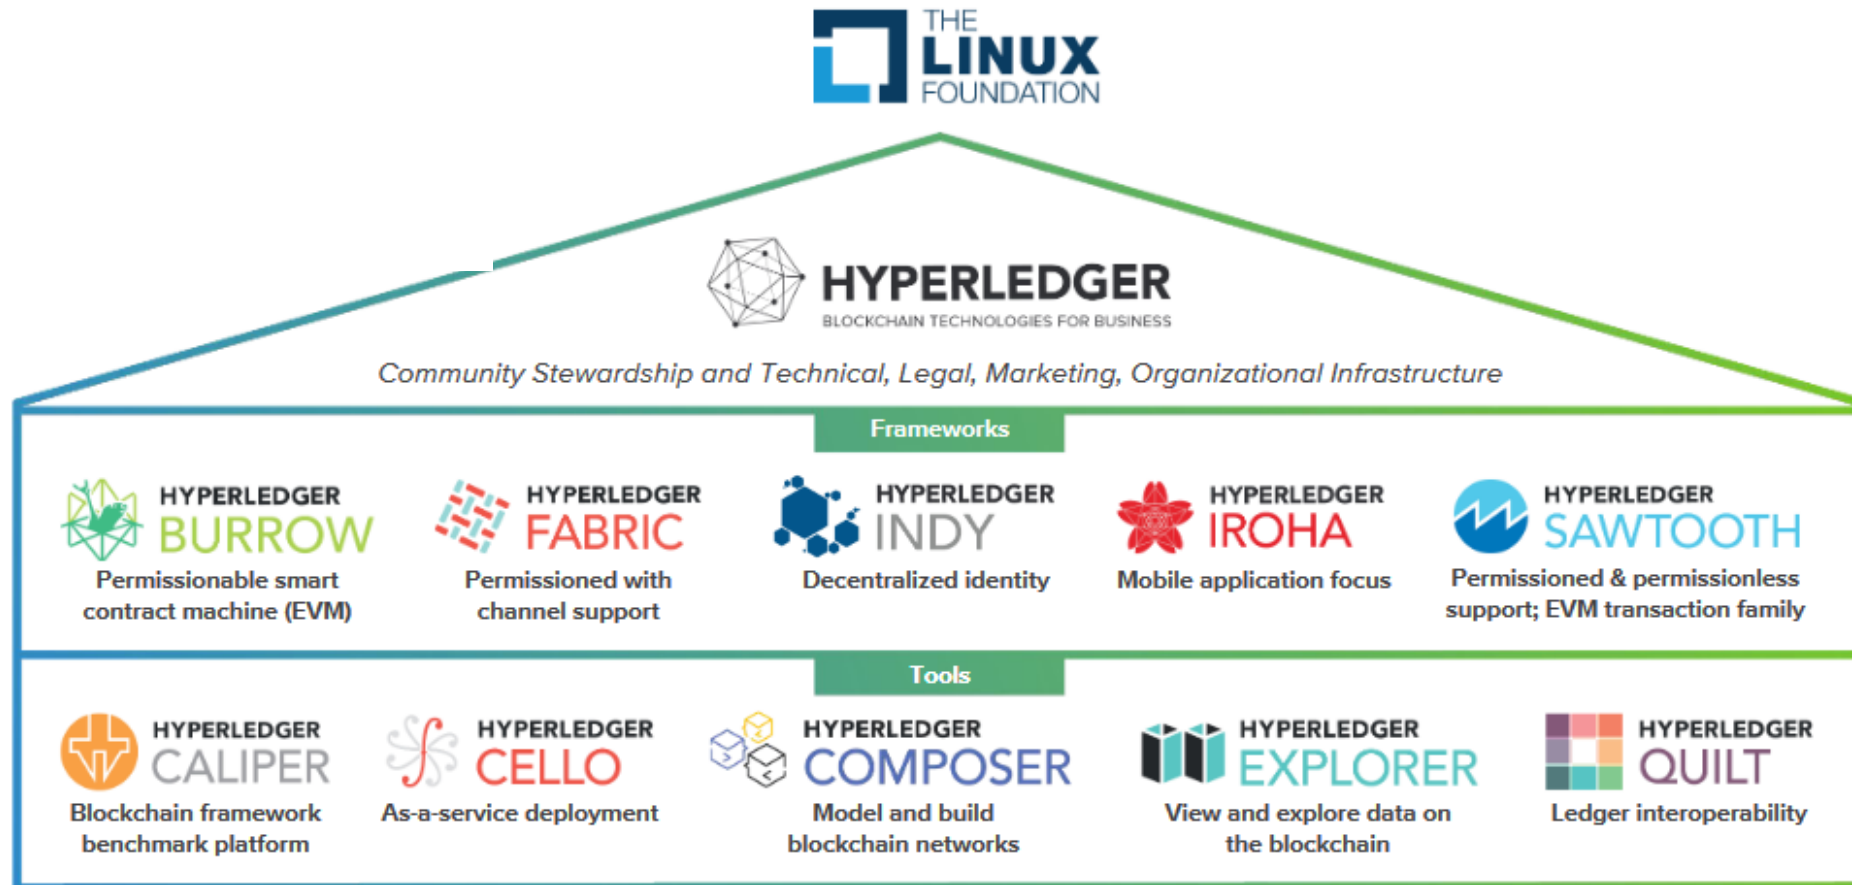 THE
LINUX
FOUNDATION
HYPERLEDGER
BLOCKCHAIN TECHNOLOGIES FOR BUSINESS
Community Stewardship and Technical, Legal, Marketing, Organizational Infrastructure
Frameworks
HYPERLEDGER
BURROW
Permissionable smart
contract machine (EVM)
HYPERLEDGER
FABRIC
Permissioned with
channel support
HYPERLEDGER
INDY
Decentralized identity
HYPERLEDGER
IROHA
Mobile application focus
HYPERLEDGER
SAWTOOTH
Permissioned & permissionless
support; EVM transaction family
Tools
HYPERLEDGER
CALIPER
Blockchain framework
benchmark platform
HYPERLEDGER
CELLO
As-a-service deployment
HYPERLEDGER
COMPOSER
Model and build
blockchain networks
HYPERLEDGER
EXPLORER
View and explore data on
the blockchain
HYPERLEDGER
QUILT
Ledger interoperability